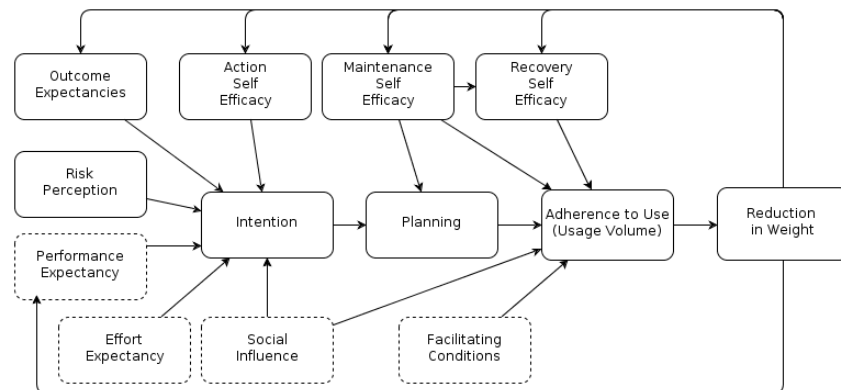 Outcome
Expectancies
Action
Self
Efficacy
Maintenance
Self
Efficacy
Recovery
Self
Efficacy
Risk
Perception
Intention
Planning
Adherence to Use
(Usage Volume)
Reduction
in Weight
Performance
Expectancy
Effort
Expectancy
Social
Influence
Facilitating
Conditions